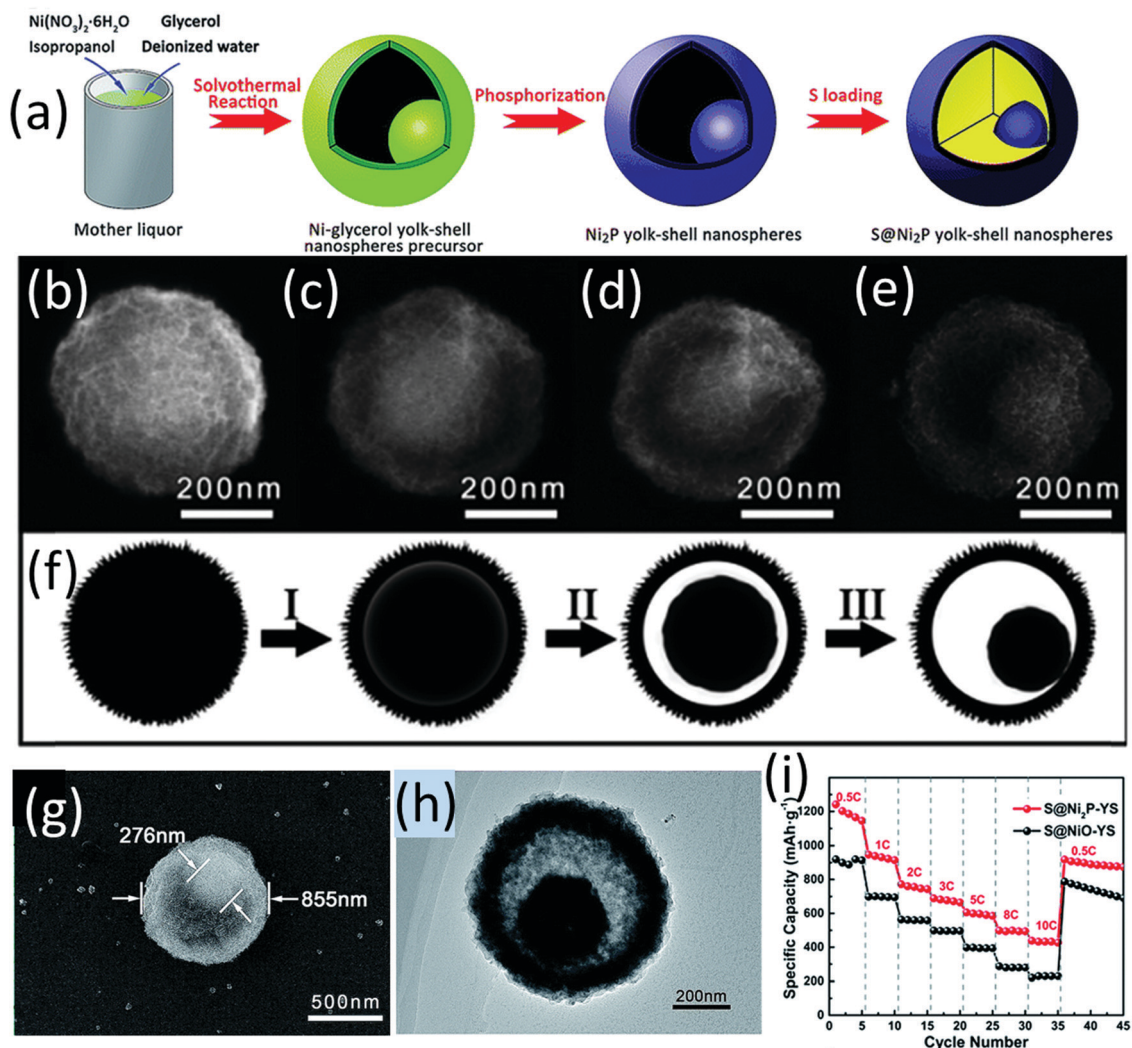 (a)
Ni(NO₃)₂·6H₂O Glycerol
Isopropanol Deionized water
Solvothermal
Reaction
Phosphorization
S loading
Mother liquor
Ni-glycerol yolk-shell
nanospheres precursor
Ni₂P yolk-shell nanospheres
S@Ni₂P yolk-shell nanospheres
(b)
200nm
(c)
200nm
(d)
200nm
(e)
200nm
(f)
I
II
III
(g)
276nm
855nm
500nm
(h)
200nm
(i)
Specific Capacity (mAh·g⁻¹)
1200
1000
800
600
400
200
0
0.5C
1C
2C
3C
5C
8C
10C
0.5C
S@Ni₂P-YS
S@NiO-YS
0 5 10 15 20 25 30 35 40 45
Cycle Number